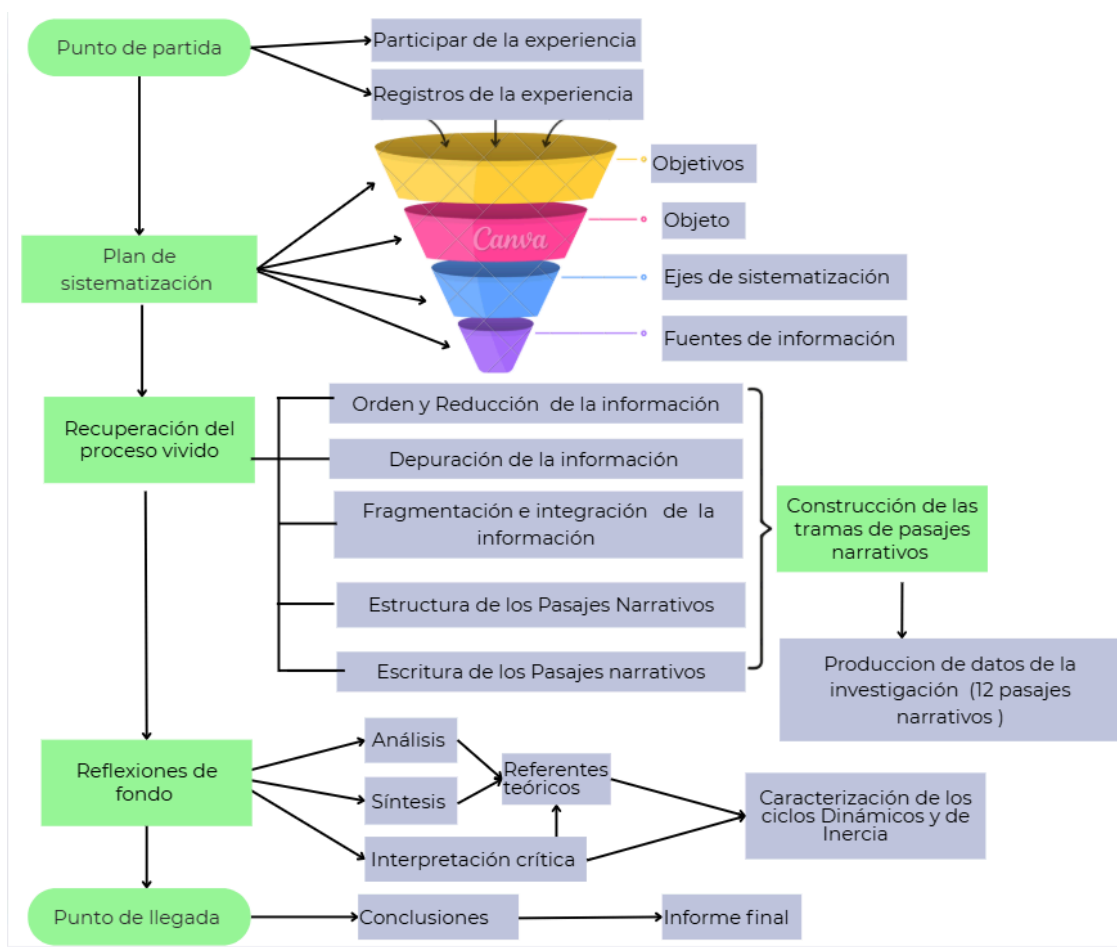 Punto de partida
Participar de la experiencia
Registros de la experiencia
Objetivos
Objeto
Canva
Plan de
sistematización
Ejes de sistematización
Fuentes de información
Recuperación del
proceso vivido
Orden y Reducción de la información
Depuración de la información
Fragmentación e integración de la
información
Estructura de los Pasajes Narrativos
Escritura de los Pasajes narrativos
Construcción de las
tramas de pasajes
narrativos
Produccion de datos de la
investigación (12 pasajes
narrativos )
Reflexiones de
fondo
Análisis
Síntesis
Interpretación crítica
Referentes
teóricos
Caracterización de los
ciclos Dinámicos y de
Inercia
Punto de llegada
Conclusiones
Informe final